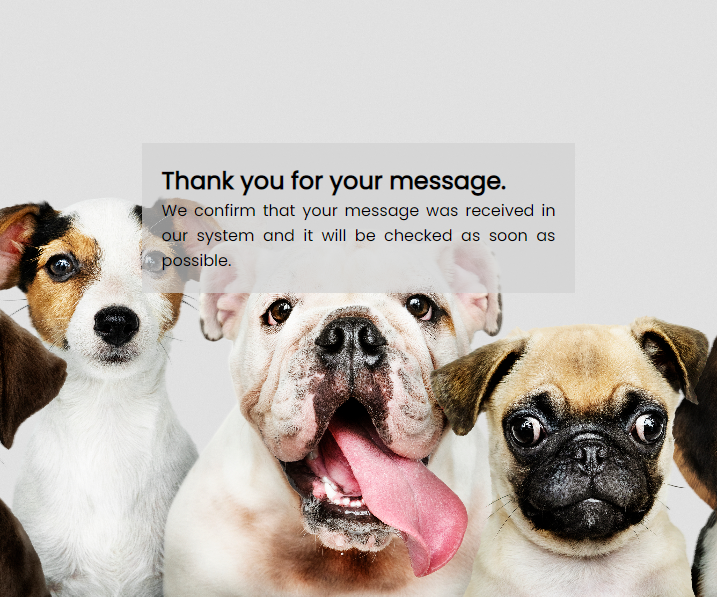 Thank you for your message.
We confirm that your message was received in
our system and it will be checked as soon as
possible.